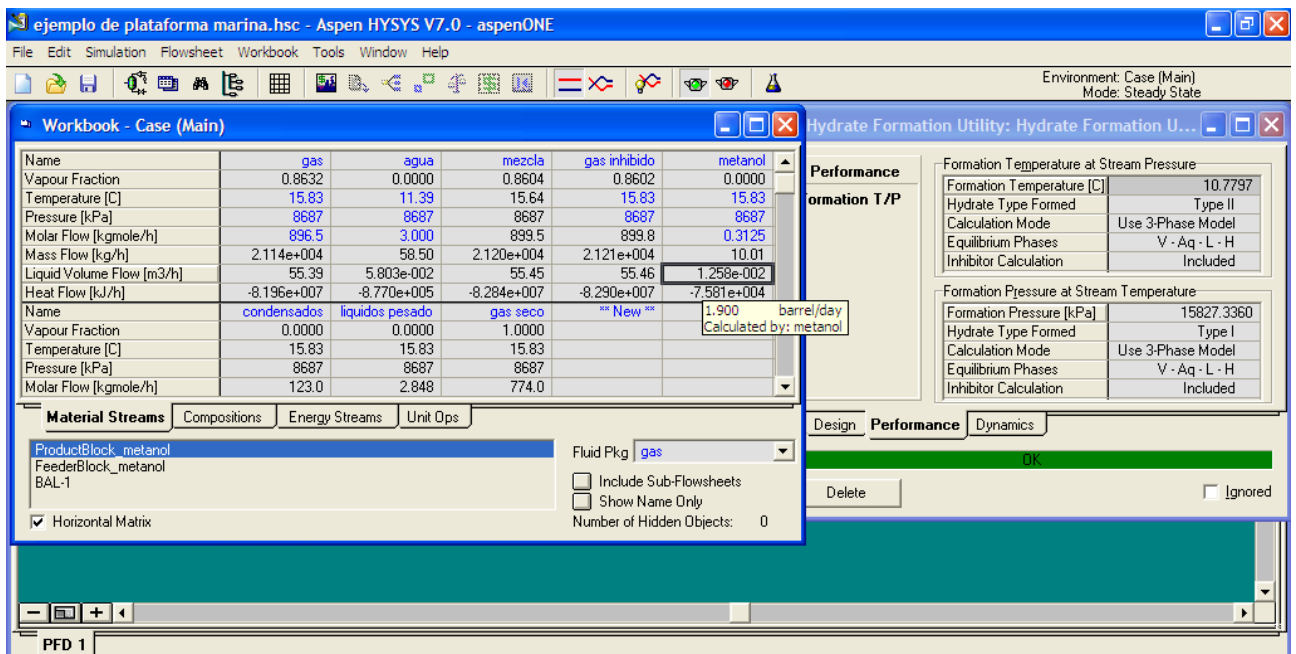 ejemplo de plataforma marina.hsc - Aspen HYSYS V7.0 - aspenONE
File Edit Simulation Flowsheet Workbook Tools Window Help
Environment: Case (Main)
Mode: Steady State
Workbook - Case (Main)
Name gas agua mezcla gas inhibido metanol
Vapour Fraction 0.8632 0.0000 0.8604 0.8602 0.0000
Temperature [C] 15.83 11.39 15.64 15.83 15.83
Pressure [kPa] 8687 8687 8687 8687 8687
Molar Flow [kgmole/h] 896.5 3.000 899.5 899.8 0.3125
Mass Flow [kg/h] 2.114e+004 58.50 2.120e+004 2.121e+004 10.01
Liquid Volume Flow [m3/h] 55.39 5.803e-002 55.45 55.46 1.258e-002
Heat Flow [kJ/h] -8.196e+007 -8.770e+005 -8.284e+007 -8.290e+007 -7.581e+004
Name condensados liquidos pesado gas seco ** New **
Vapour Fraction 0.0000 0.0000 1.0000
Temperature [C] 15.83 15.83 15.83
Pressure [kPa] 8687 8687 8687
Molar Flow [kgmole/h] 123.0 2.848 774.0
1.900 barrel/day
Calculated by: metanol
Material Streams Compositions Energy Streams Unit Ops
ProductBlock_metanol
FeederBlock_metanol
BAL-1
Fluid Pkg gas
Include Sub-Flowsheets
Show Name Only
Horizontal Matrix
Number of Hidden Objects: 0
Hydrate Formation Utility: Hydrate Formation U...
Performance
ormation T/P
Formation Temperature at Stream Pressure
Formation Temperature [C] 10.7797
Hydrate Type Formed Type II
Calculation Mode Use 3-Phase Model
Equilibrium Phases V - Aq - L - H
Inhibitor Calculation Included
Formation Pressure at Stream Temperature
Formation Pressure [kPa] 15827.3360
Hydrate Type Formed Type I
Calculation Mode Use 3-Phase Model
Equilibrium Phases V - Aq - L - H
Inhibitor Calculation Included
Design Performance Dynamics
OK
Delete
Ignored
PFD 1